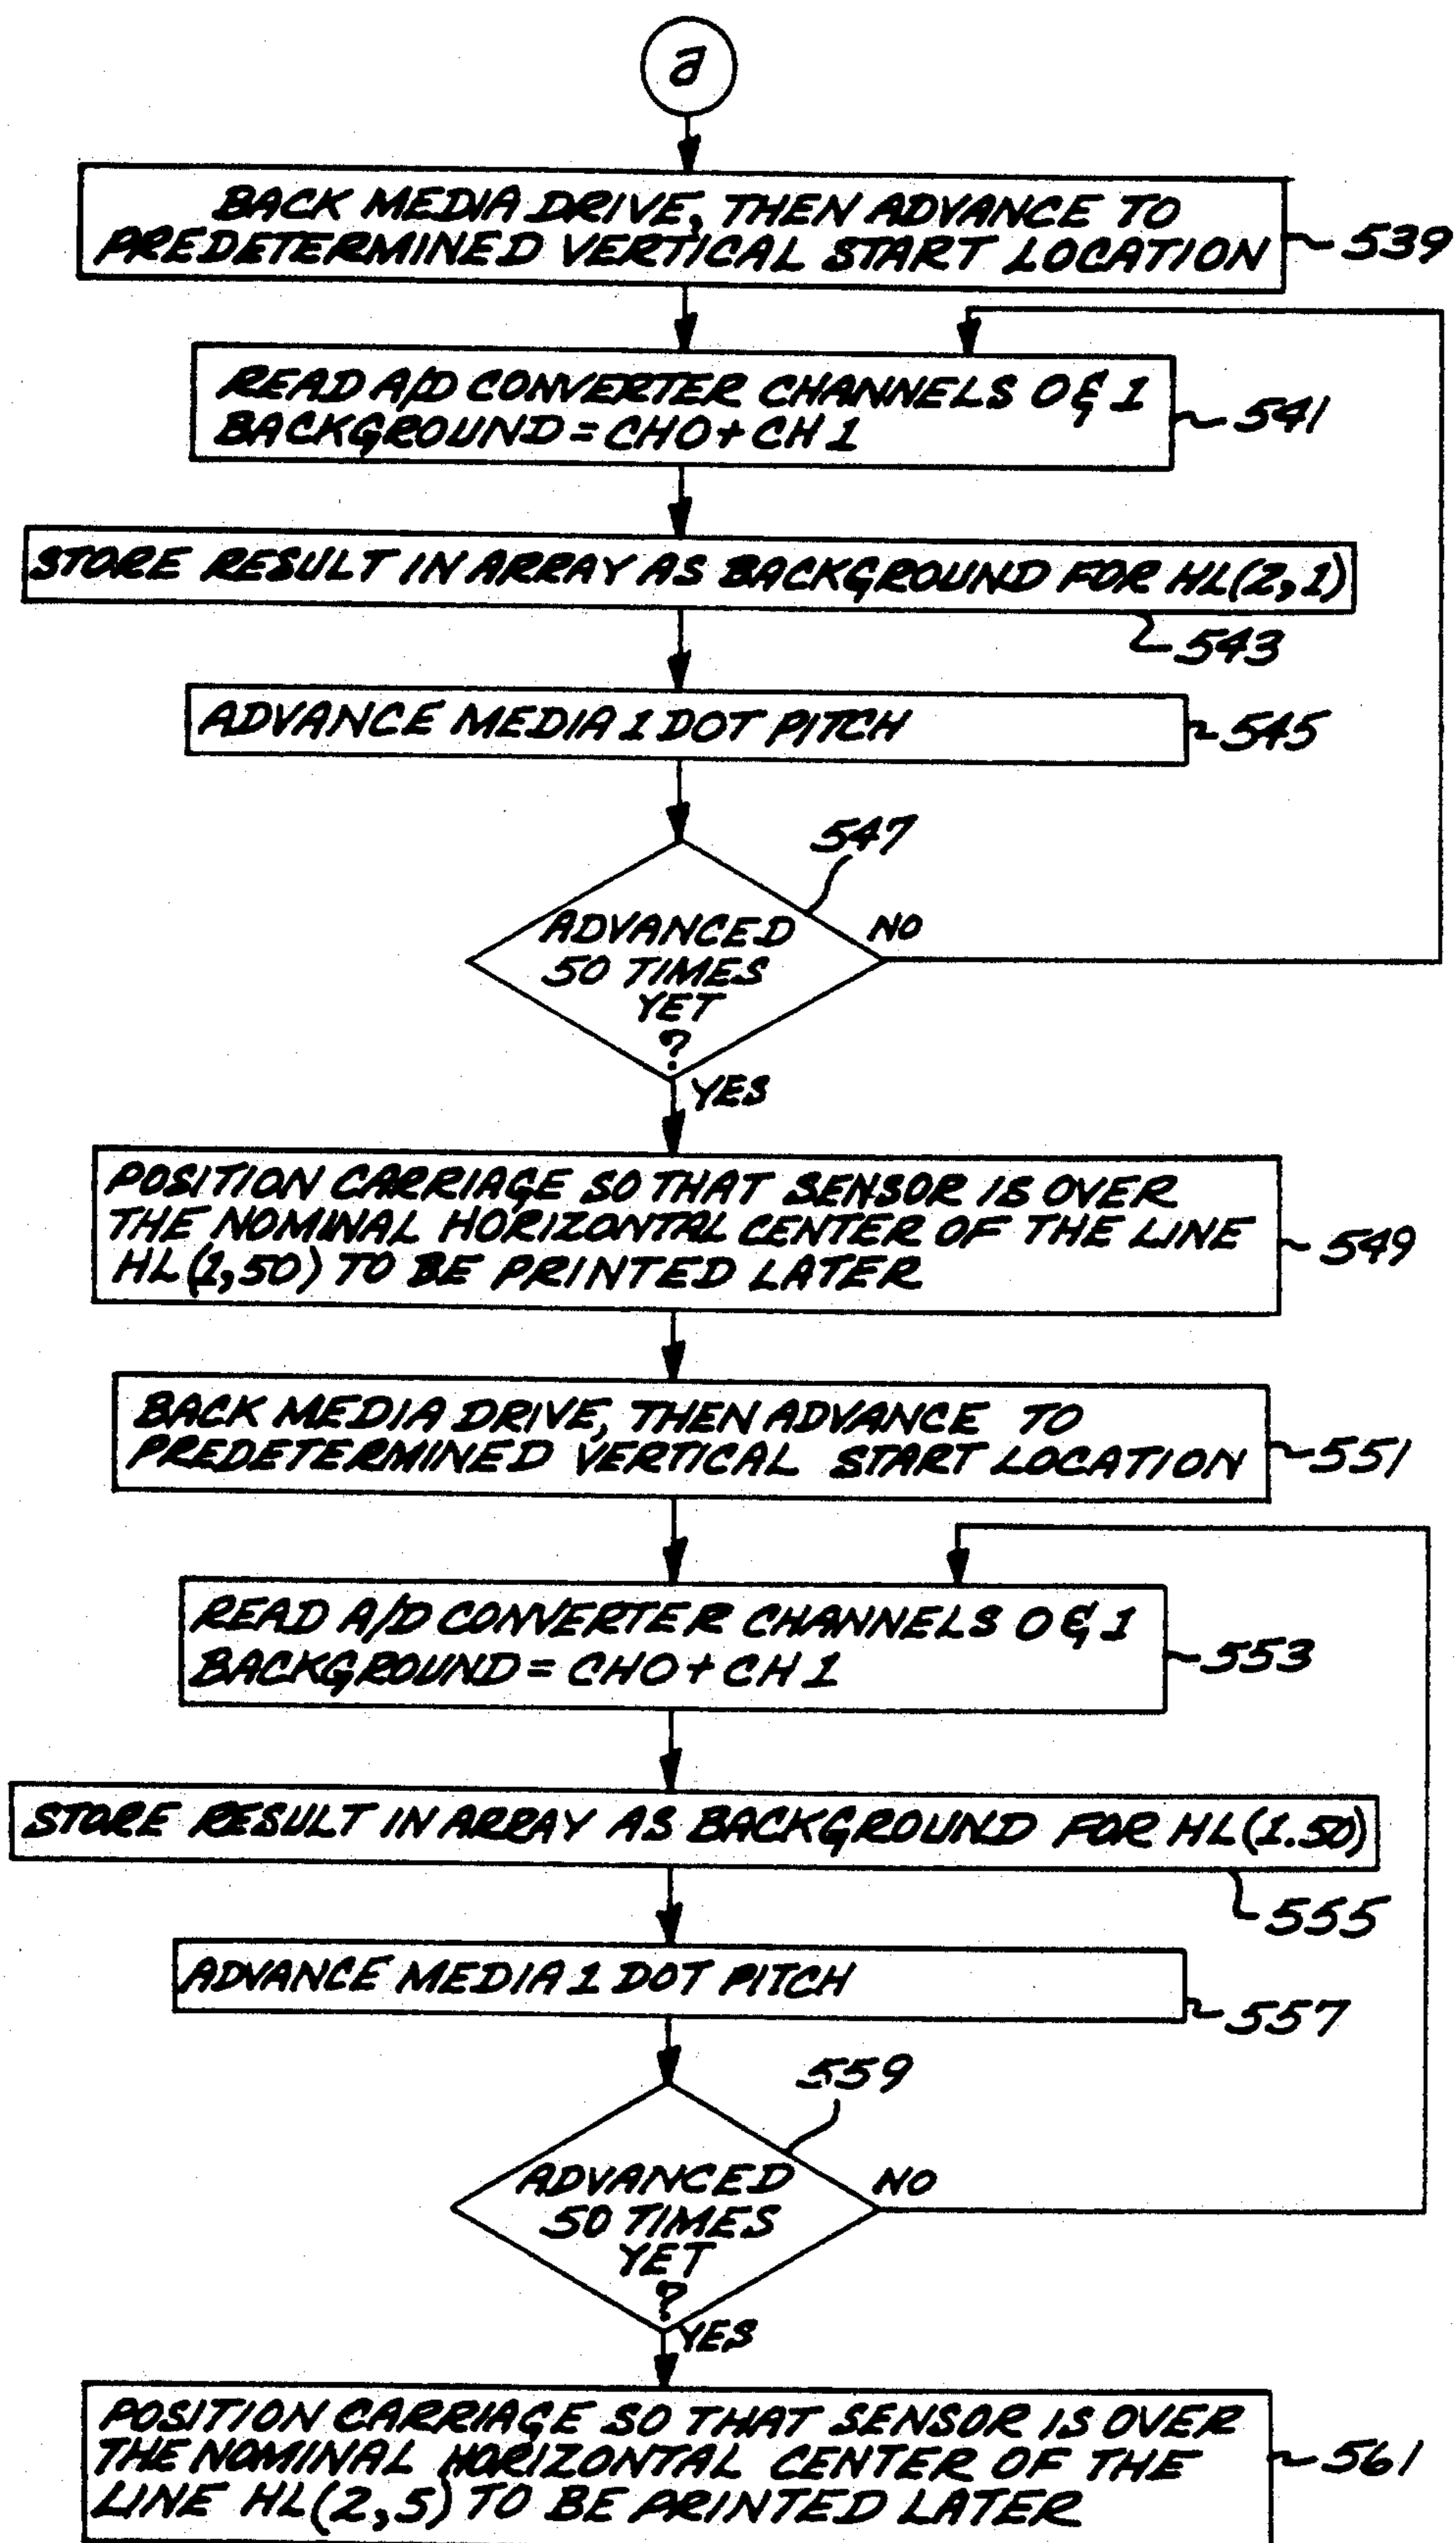 a
BACK MEDIA DRIVE, THEN ADVANCE TO
PREDETERMINED VERTICAL START LOCATION
539
READ A/D CONVERTER CHANNELS 0 & 1
BACKGROUND = CH0 + CH 1
541
STORE RESULT IN ARRAY AS BACKGROUND FOR HL(2,1)
543
ADVANCE MEDIA 1 DOT PITCH
545
547
ADVANCED
50 TIMES
YET
?
NO
YES
POSITION CARRIAGE SO THAT SENSOR IS OVER
THE NOMINAL HORIZONTAL CENTER OF THE LINE
HL(1,50) TO BE PRINTED LATER
549
BACK MEDIA DRIVE, THEN ADVANCE TO
PREDETERMINED VERTICAL START LOCATION
551
READ A/D CONVERTER CHANNELS 0 & 1
BACKGROUND = CH0 + CH 1
553
STORE RESULT IN ARRAY AS BACKGROUND FOR HL(1.50)
555
ADVANCE MEDIA 1 DOT PITCH
557
559
ADVANCED
50 TIMES
YET
?
NO
YES
POSITION CARRIAGE SO THAT SENSOR IS OVER
THE NOMINAL HORIZONTAL CENTER OF THE
LINE HL(2,5) TO BE PRINTED LATER
561